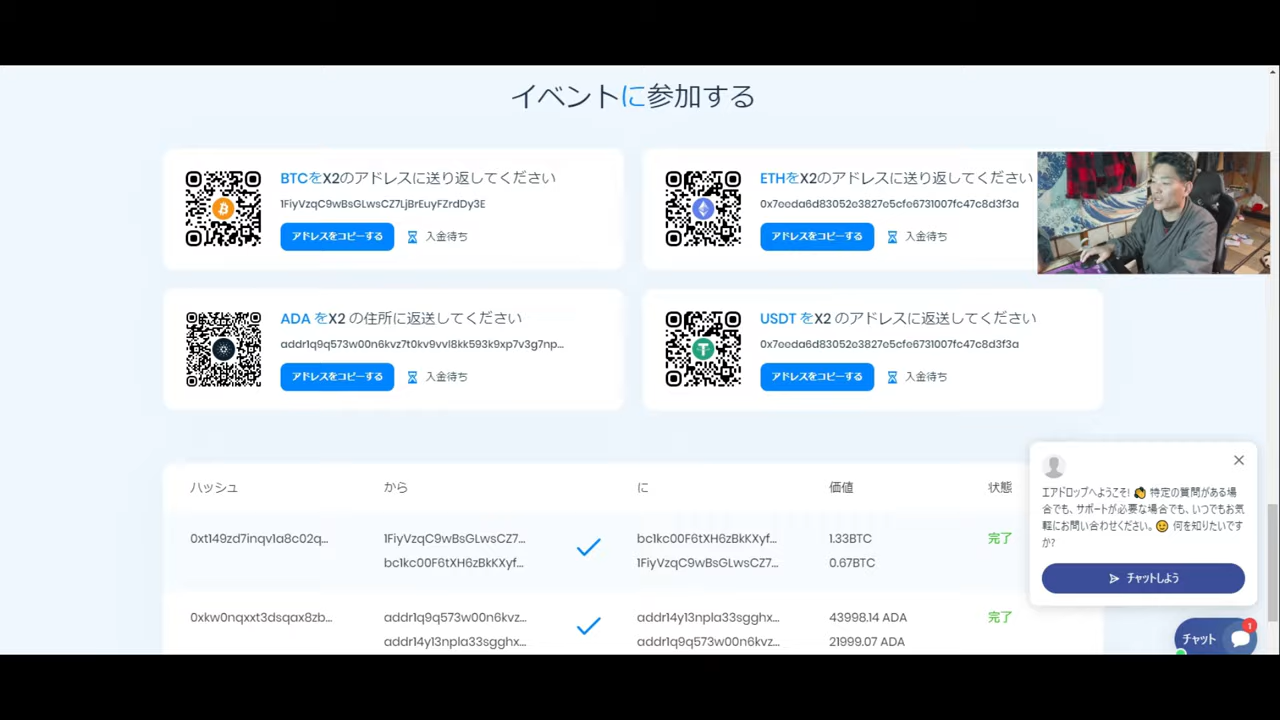 イベントに参加する
BTCをX2のアドレスに送り返してください
1FiyVzqC9wBsGLwsCZ7LjBrEuyFZrdDy3E
アドレスをコピーする
入金待ち
ETHをX2のアドレスに送り返してください
0x7eeda6d83052e3827e5cfe6731007fc47c8d3f3a
アドレスをコピーする
入金待ち
ADA をX2 の住所に返送してください
addr1q9q573w00n6kvz7t0kv9vvl8kk593k9xp7v3g7np...
アドレスをコピーする
入金待ち
USDT をX2 のアドレスに返送してください
0x7eeda6d83052e3827e5cfe6731007fc47c8d3f3a
アドレスをコピーする
入金待ち
ハッシュ から に 価値 状態
0xt149zd7inqv1a8c02q... 1FiyVzqC9wBsGLwsCZ7... bc1kc00F6tXH6zBkKXyf... 1.33BTC 完了
bc1kc00F6tXH6zBkKXyf... 1FiyVzqC9wBsGLwsCZ7... 0.67BTC
0xkw0nqxxt3dsqax8zb... addr1q9q573w00n6kvz... addr14y13npla33sgghx... 43998.14 ADA 完了
addr14y13npla33sgghx... addr1q9q573w00n6kvz... 21999.07 ADA
エアドロップへようこそ! 👏 特定の質問がある場
合でも、サポートが必要な場合でも、いつでもお気
軽にお問い合わせください。😉 何を知りたいです
か?
チャットしよう
チャット
1